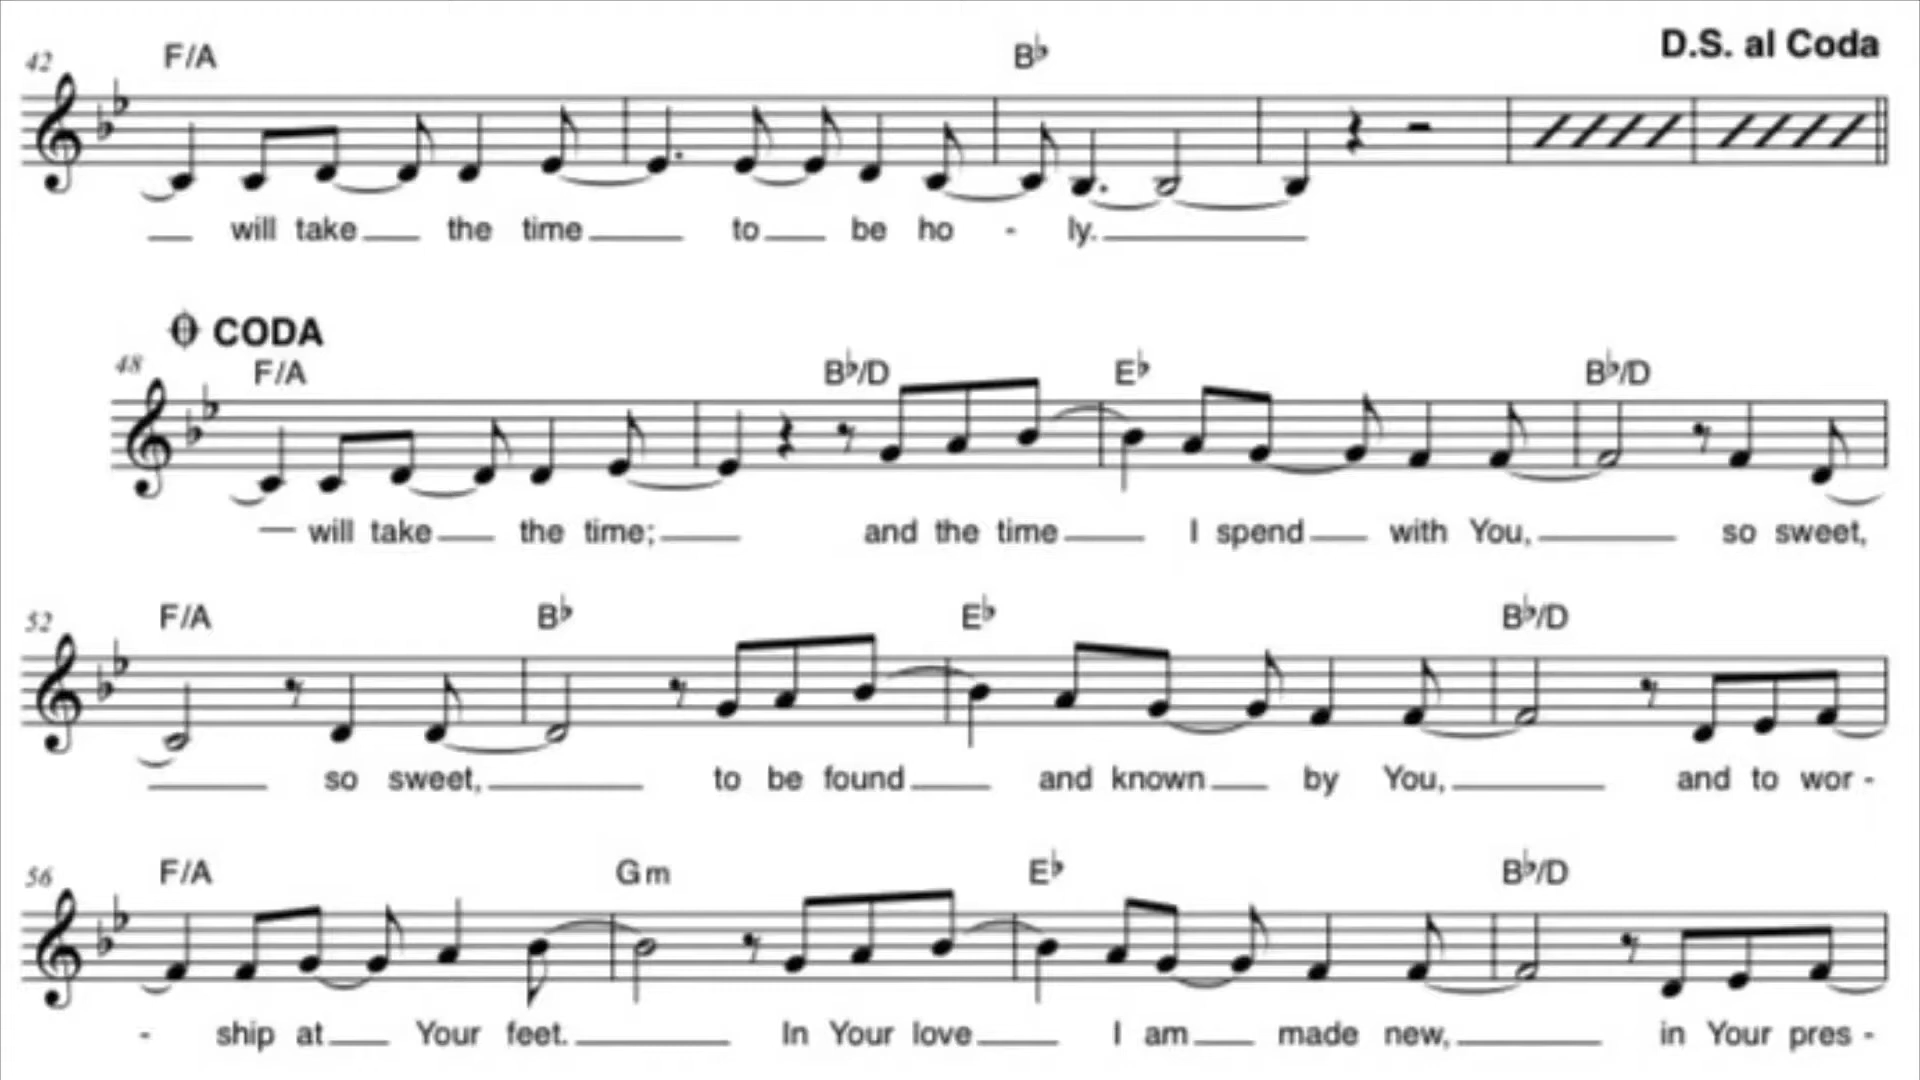 D.S. al Coda
42 F/A B♭
will take the time to be ho - ly.
CODA
48 F/A B♭/D E♭ B♭/D
will take the time; and the time I spend with You, so sweet,
52 F/A B♭ E♭ B♭/D
so sweet, to be found and known by You, and to wor -
56 F/A Gm E♭ B♭/D
- ship at Your feet. In Your love I am made new, in Your pres -